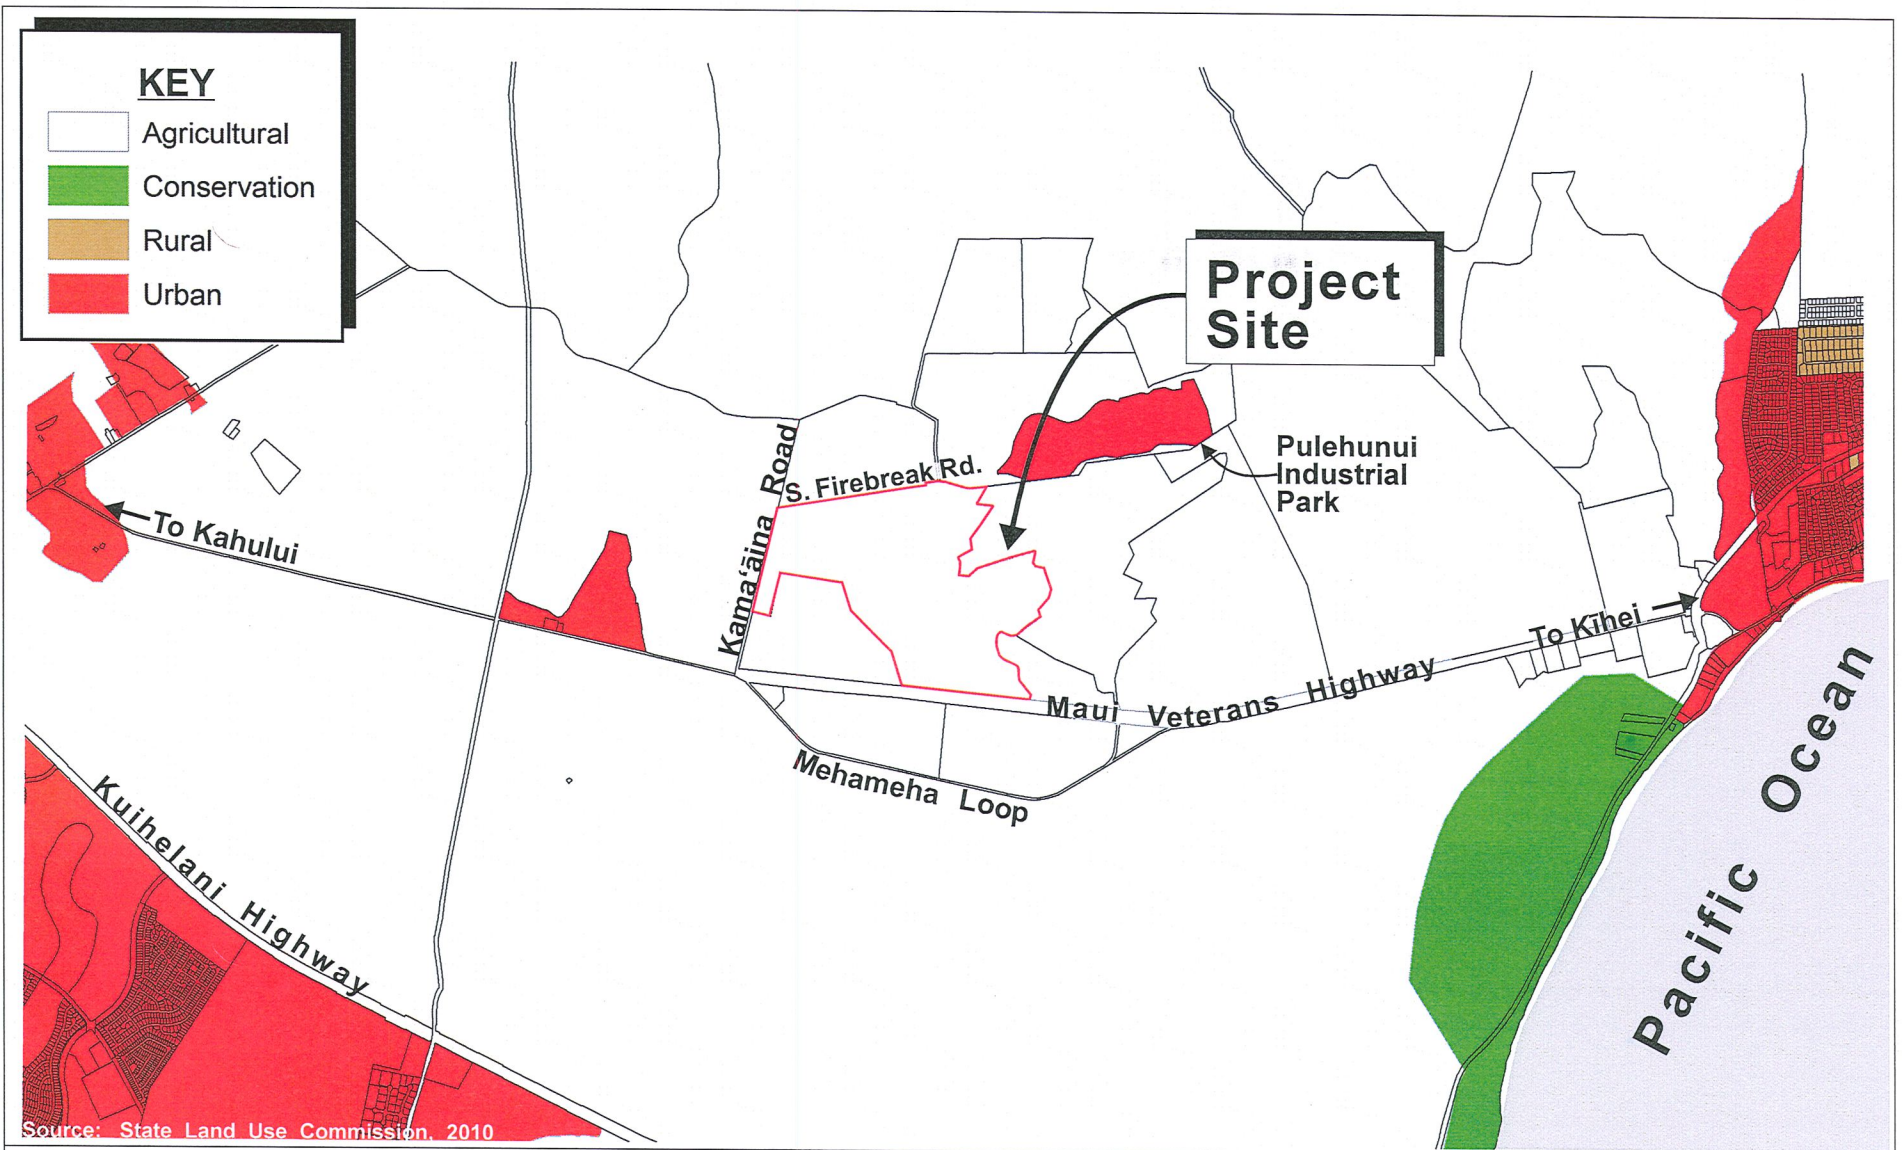 KEY
Agricultural
Conservation
Rural
Urban
Project
Site
Pulehunui
Industrial
Park
S. Firebreak Rd.
Kama‘āina Road
To Kahului
To Kīhei
Maui Veterans Highway
Mehameha Loop
Kuihelani Highway
Pacific Ocean
Source: State Land Use Commission, 2010